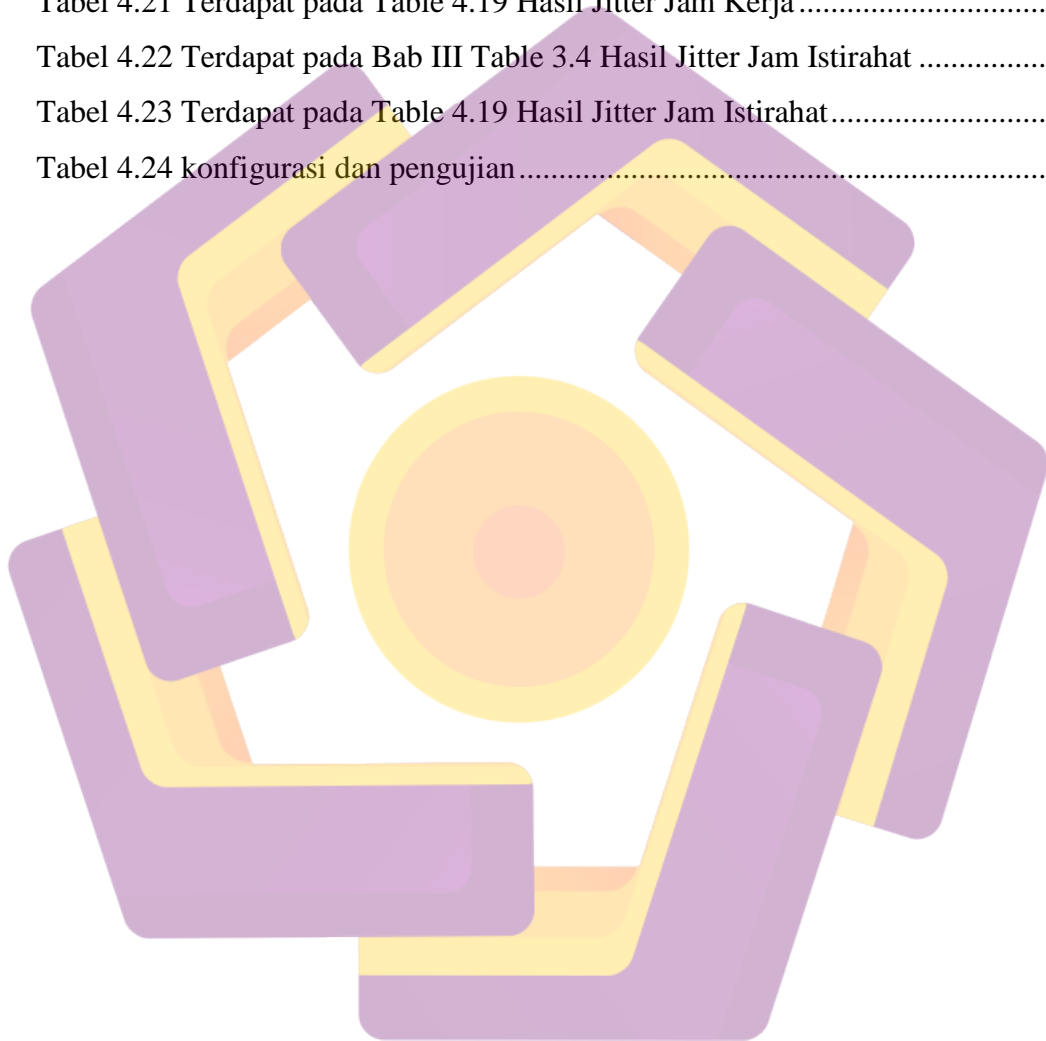 Tabel 4.21 Terdapat pada Table 4.19 Hasil Jitter Jam Kerja..............................
Tabel 4.22 Terdapat pada Bab III Table 3.4 Hasil Jitter Jam Istirahat ...............
Tabel 4.23 Terdapat pada Table 4.19 Hasil Jitter Jam Istirahat..........................
Tabel 4.24 konfigurasi dan pengujian................................................................